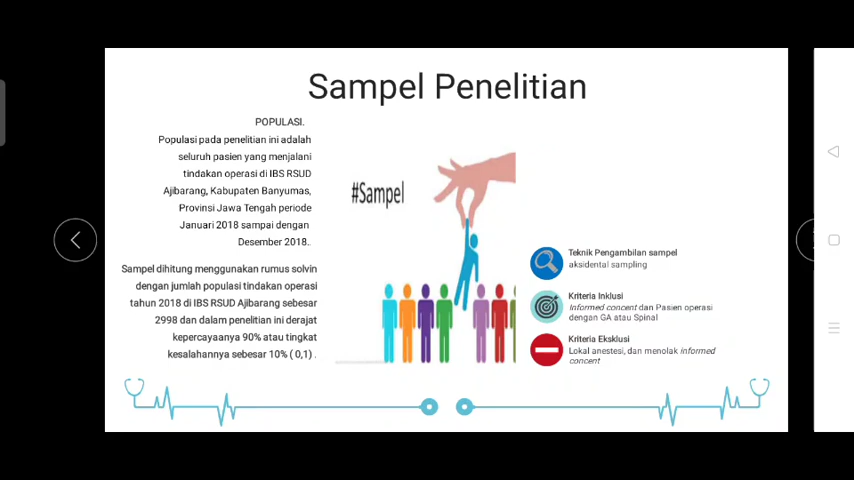 Sampel Penelitian
POPULASI.
Populasi pada penelitian ini adalah
seluruh pasien yang menjalani
tindakan operasi di IBS RSUD
Ajibarang, Kabupaten Banyumas,
Provinsi Jawa Tengah periode
Januari 2018 sampai dengan
Desember 2018..
Sampel dihitung menggunakan rumus solvin
dengan jumlah populasi tindakan operasi
tahun 2018 di IBS RSUD Ajibarang sebesar
2998 dan dalam penelitian ini derajat
kepercayaanya 90% atau tingkat
kesalahannya sebesar 10% ( 0,1) .
#Sampel
Teknik Pengambilan sampel
aksidental sampling
Kriteria Inklusi
informed concent dan Pasien operasi
dengan GA atau Spinal
Kriteria Eksklusi
Lokal anestesi, dan menolak informed
concent